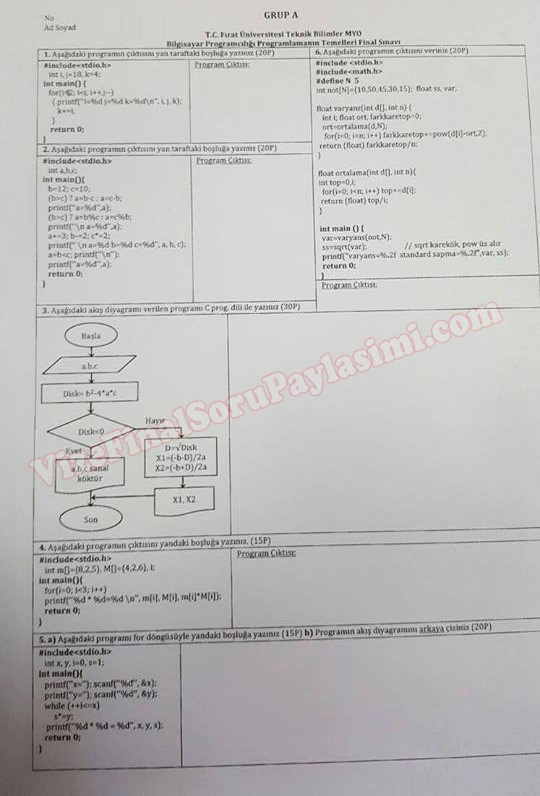 GRUP A
No
Ad Soyad
T.C. Fırat Üniversitesi Teknik Bilimler MYO
Bilgisayar Programcılığı Programlamanın Temelleri Final Sınavı
1. Aşağıdaki programın çıktısını yan taraftaki boşluğa yazınız (20P)
#include<stdio.h>
int i, j=18, k=4;
int main() {
i<j; i++,j--)
{ printf("i=%d j=%d k=%d\n", i, j, k);
k+=i;
}
return 0;
}
Program Çıktısı:
2. Aşağıdaki programın çıktısını yan taraftaki boşluğa yazınız (20P)
#include<stdio.h>
int a,b,c;
int main(){
b=12; c=10;
(b>c) ? a=b-c : a=c-b;
printf("a=%d",a);
(b>c) ? a=b%c : a=c%b;
printf("\n a=%d",a);
a+=3; b-=2; c*=2;
printf(" \n a=%d b=%d c=%d", a, b, c);
a=b<c; printf("\n");
printf("a=%d",a);
return 0;
}
Program Çıktısı:
6. Aşağıdaki programın çıktısını veriniz (20P)
#include<stdio.h>
#include<math.h>
#define N 5
int not[N]={10,50,45,30,15}; float ss, var;
float varyans(int d[], int n) {
int i; float ort, farkkaretop=0;
ort=ortalama(d,N);
for(i=0; i<n; i++) farkkaretop+=pow(d[i]-ort,2);
return (float) farkkaretop/n;
}
float ortalama(int d[], int n){
int top=0,i;
for(i=0; i<n; i++) top+=d[i];
return (float) top/i;
}
int main () {
var=varyans(not,N);
ss=sqrt(var); // sqrt karekök, pow üs alır
printf("varyans=%.2f standard sapma=%.2f",var, ss);
return 0;
}
Program Çıktısı:
3. Aşağıdaki akış diyagramı verilen programı C prog. dili ile yazınız (30P)
Başla
a,b,c
Disk= b²-4*a*c
Disk<0
Hayır
Evet
a,b,c sanal
köktür
D=√Disk
X1=(-b-D)/2a
X2=(-b+D)/2a
X1, X2
Son
VizeFinalSoruPaylasimi.com
4. Aşağıdaki programın çıktısını yandaki boşluğa yazınız. (15P)
#include<stdio.h>
int m[]={8,2,5}, M[]={4,2,6}, i;
int main(){
for(i=0; i<3; i++)
printf("%d * %d=%d \n", m[i], M[i], m[i]*M[i]);
return 0;
}
Program Çıktısı:
5. a) Aşağıdaki programı for döngüsüyle yandaki boşluğa yazınız (15P) b) Programın akış diyagramını arkaya çiziniz (20P)
#include<stdio.h>
int x, y, i=0, s=1;
int main(){
printf("x="); scanf("%d", &x);
printf("y="); scanf("%d", &y);
while (++i<=x)
s*=y;
printf("%d * %d = %d", x, y, s);
return 0;
}